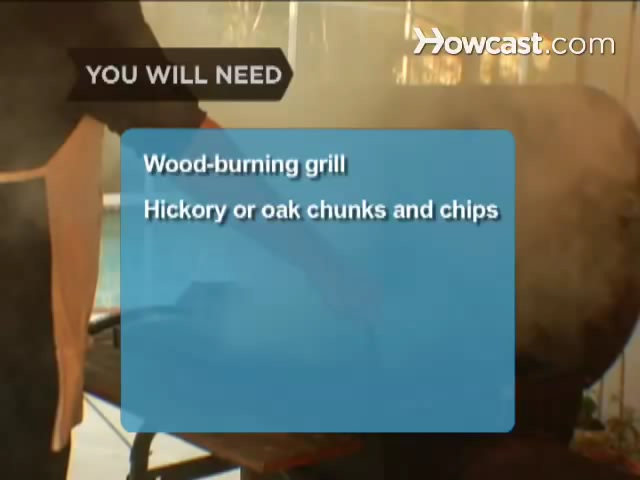 Howcast.com
YOU WILL NEED
Wood-burning grill
Hickory or oak chunks and chips